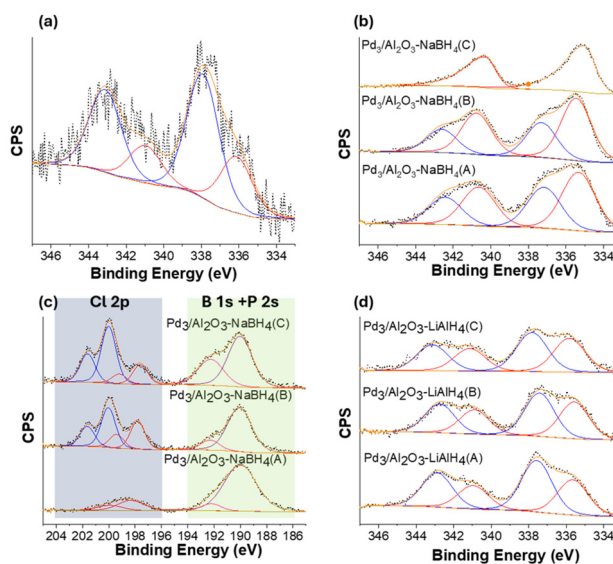 (a)
CPS
346 344 342 340 338 336 334
Binding Energy (eV)
(b)
CPS
Pd₃/Al₂O₃-NaBH₄(C)
Pd₃/Al₂O₃-NaBH₄(B)
Pd₃/Al₂O₃-NaBH₄(A)
346 344 342 340 338 336 334
Binding Energy (eV)
(c) Cl 2p B 1s +P 2s
CPS
Pd₃/Al₂O₃-NaBH₄(C)
Pd₃/Al₂O₃-NaBH₄(B)
Pd₃/Al₂O₃-NaBH₄(A)
204 202 200 198 196 194 192 190 188 186
Binding Energy (eV)
(d)
CPS
Pd₃/Al₂O₃-LiAlH₄(C)
Pd₃/Al₂O₃-LiAlH₄(B)
Pd₃/Al₂O₃-LiAlH₄(A)
346 344 342 340 338 336 334
Binding Energy (eV)